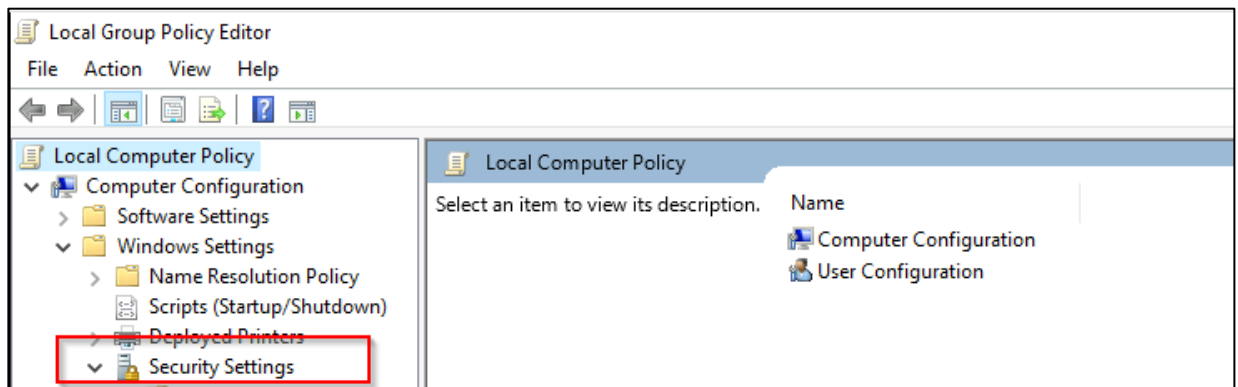 Local Group Policy Editor
File Action View Help
Local Computer Policy
Computer Configuration
Software Settings
Windows Settings
Name Resolution Policy
Scripts (Startup/Shutdown)
Deployed Printers
Security Settings
Local Computer Policy
Select an item to view its description.
Name
Computer Configuration
User Configuration